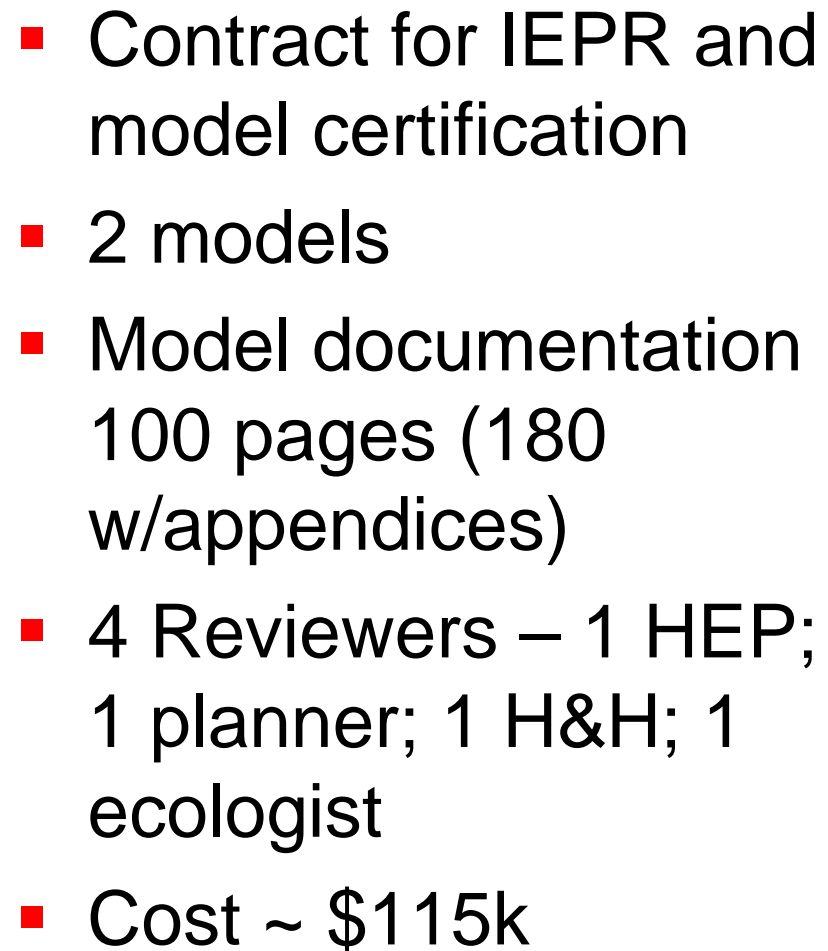 ▪ Contract for IEPR and
model certification
▪ 2 models
▪ Model documentation
100 pages (180
w/appendices)
▪ 4 Reviewers – 1 HEP;
1 planner; 1 H&H; 1
ecologist
▪ Cost ~ $115k